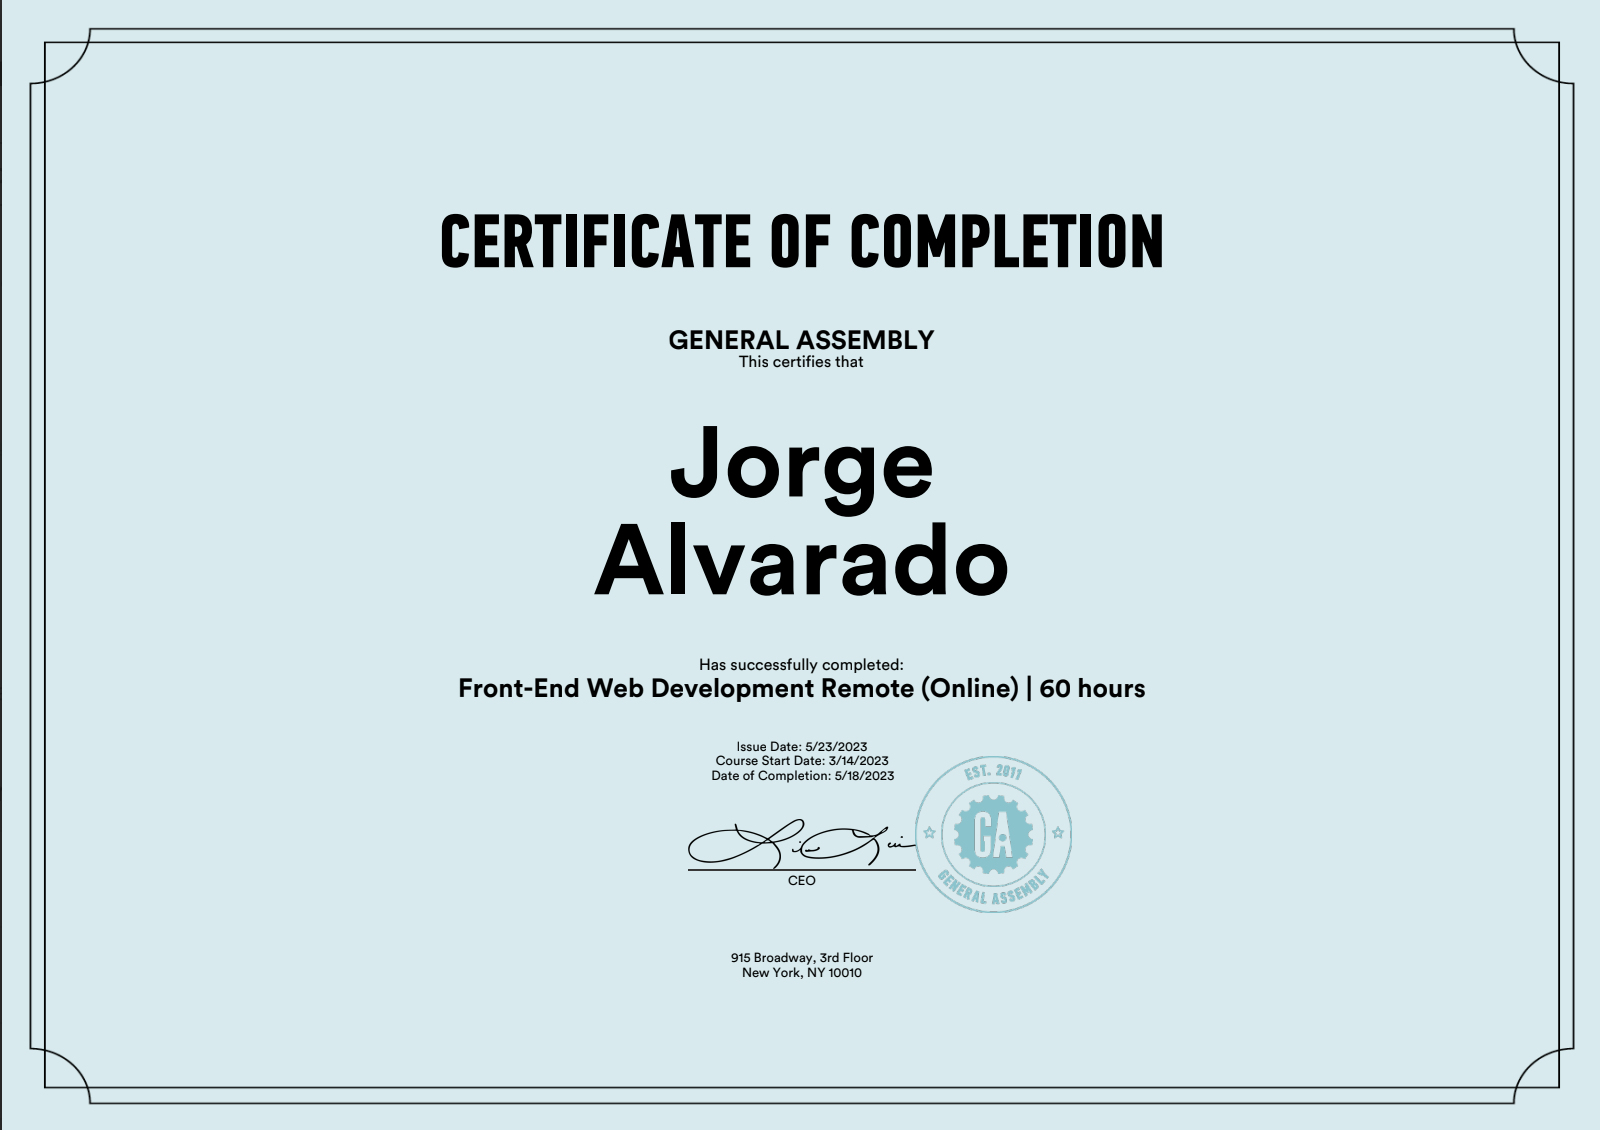 CERTIFICATE OF COMPLETION
GENERAL ASSEMBLY
This certifies that
Jorge
Alvarado
Has successfully completed:
Front-End Web Development Remote (Online) | 60 hours
Issue Date: 5/23/2023
Course Start Date: 3/14/2023
Date of Completion: 5/18/2023
EST. 2011
GA
GENERAL ASSEMBLY
CEO
915 Broadway, 3rd Floor
New York, NY 10010